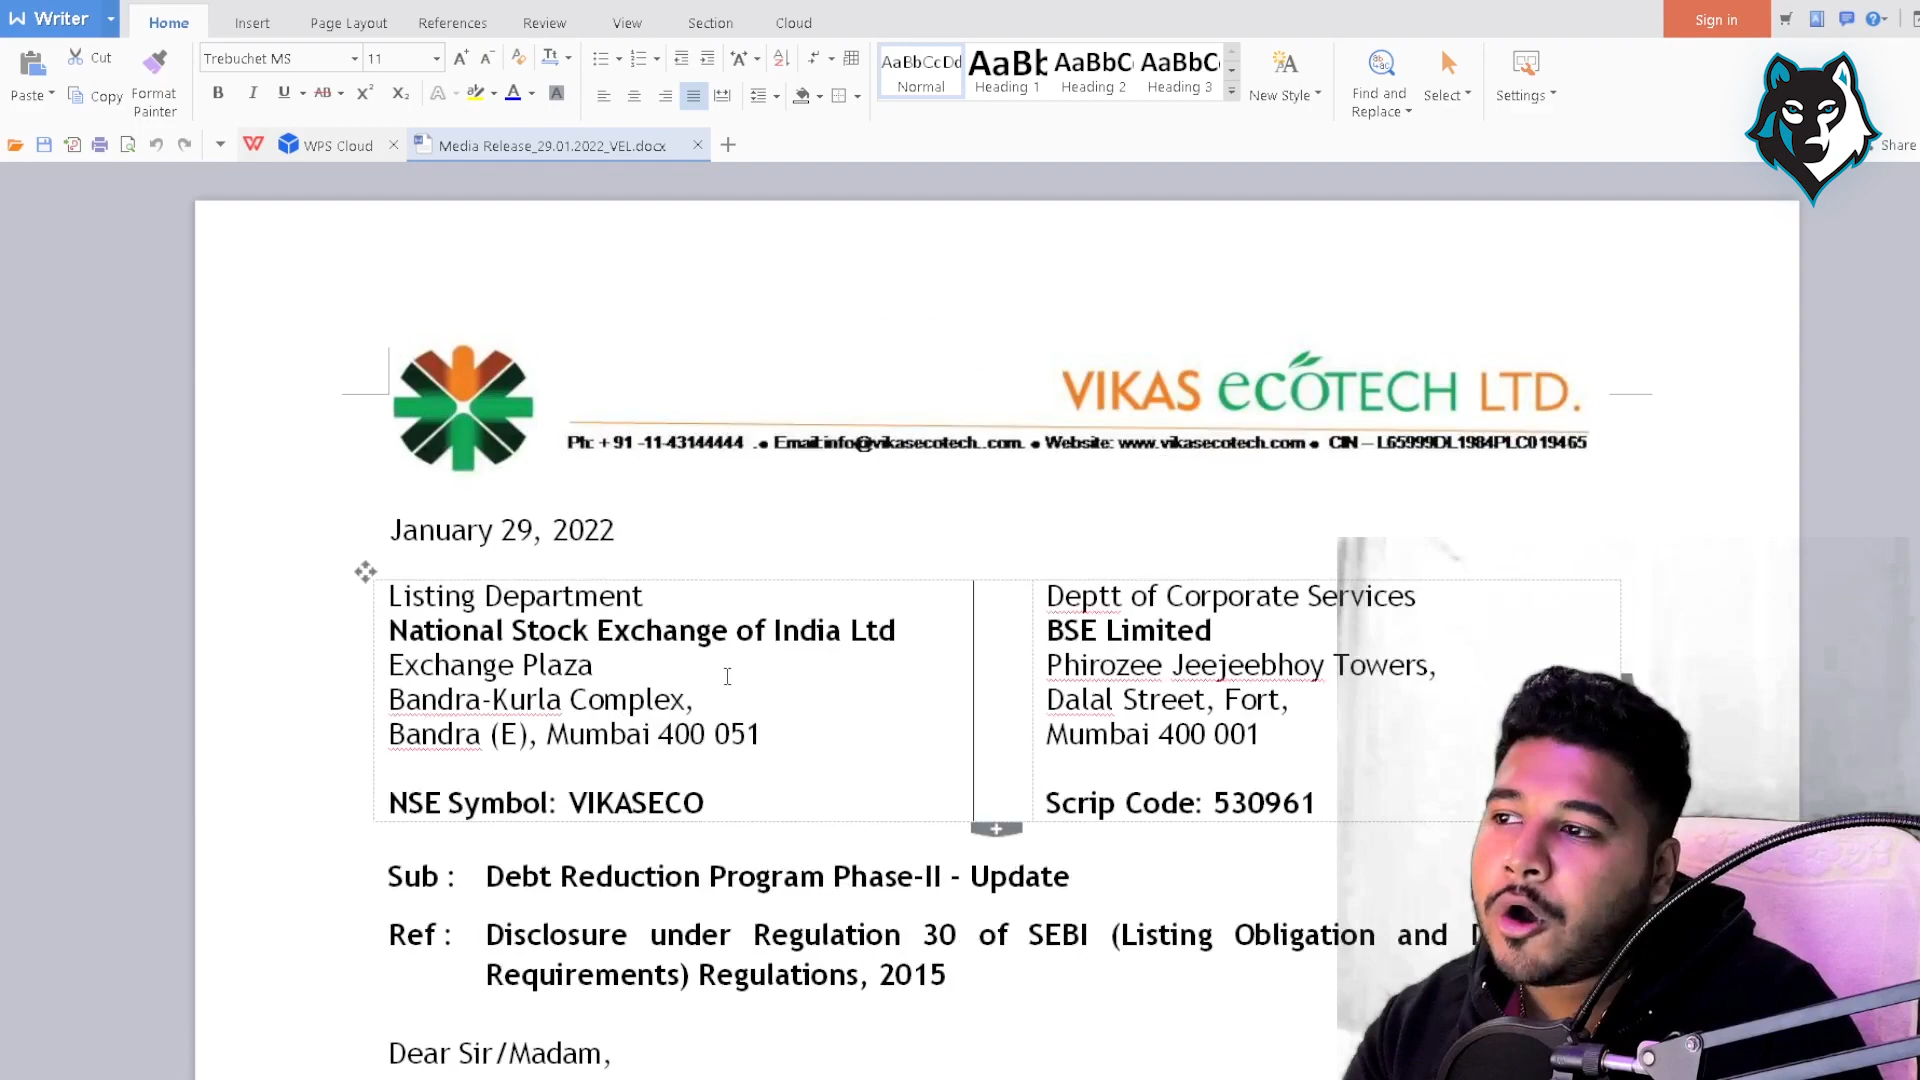 Writer
Home
Insert
Page Layout
References
Review
View
Section
Cloud
Sign in
Paste
Cut
Copy
Format
Painter
Trebuchet MS
11
AaBbCcDd
Normal
AaBb
Heading 1
AaBbC
Heading 2
AaBbC
Heading 3
New Style
Find and
Replace
Select
Settings
WPS Cloud
Media Release_29.01.2022_VEL.docx
Share
VIKAS ecoTECH LTD.
Ph: + 91 -11-43144444 .● Email:info@vikasecotech..com. ● Website: www.vikasecotech.com ● CIN – L65999DL1984PLC019465
January 29, 2022
Listing Department
National Stock Exchange of India Ltd
Exchange Plaza
Bandra-Kurla Complex,
Bandra (E), Mumbai 400 051
NSE Symbol: VIKASECO
Deptt of Corporate Services
BSE Limited
Phirozee Jeejeebhoy Towers,
Dalal Street, Fort,
Mumbai 400 001
Scrip Code: 530961
Sub : Debt Reduction Program Phase-II - Update
Ref : Disclosure under Regulation 30 of SEBI (Listing Obligation and
Requirements) Regulations, 2015
Dear Sir/Madam,